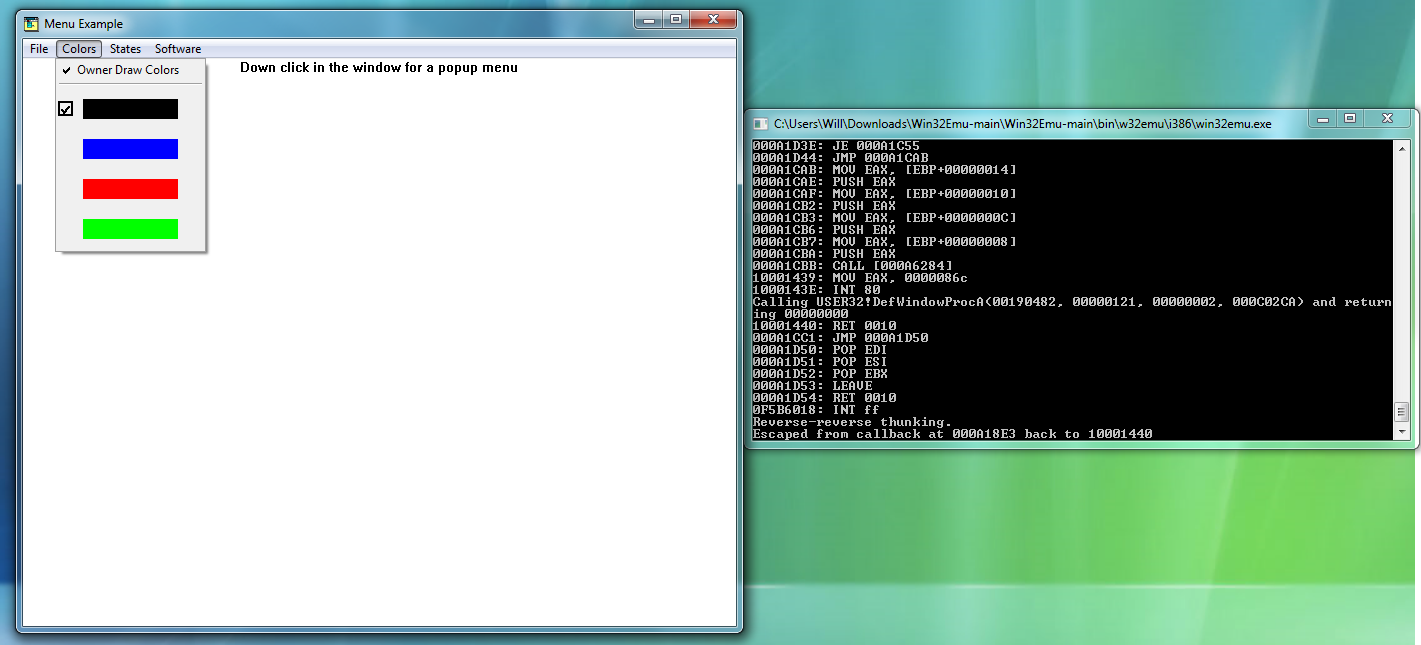 Menu Example
File Colors States Software
Owner Draw Colors
Down click in the window for a popup menu
C:\Users\Will\Downloads\Win32Emu-main\Win32Emu-main\bin\w32emu\i386\win32emu.exe
000A1D3E: JE 000A1C55
000A1D44: JMP 000A1CAB
000A1CAB: MOV EAX, [EBP+00000014]
000A1CAE: PUSH EAX
000A1CAF: MOV EAX, [EBP+00000010]
000A1CB2: PUSH EAX
000A1CB3: MOV EAX, [EBP+0000000C]
000A1CB6: PUSH EAX
000A1CB7: MOV EAX, [EBP+00000008]
000A1CBA: PUSH EAX
000A1CBB: CALL [000A6284]
10001439: MOV EAX, 0000086c
1000143E: INT 80
Calling USER32!DefWindowProcA(00190482, 00000121, 00000002, 000C02CA) and return
ing 00000000
10001440: RET 0010
000A1CC1: JMP 000A1D50
000A1D50: POP EDI
000A1D51: POP ESI
000A1D52: POP EBX
000A1D53: LEAVE
000A1D54: RET 0010
0F5B6018: INT ff
Reverse-reverse thunking.
Escaped from callback at 000A18E3 back to 10001440